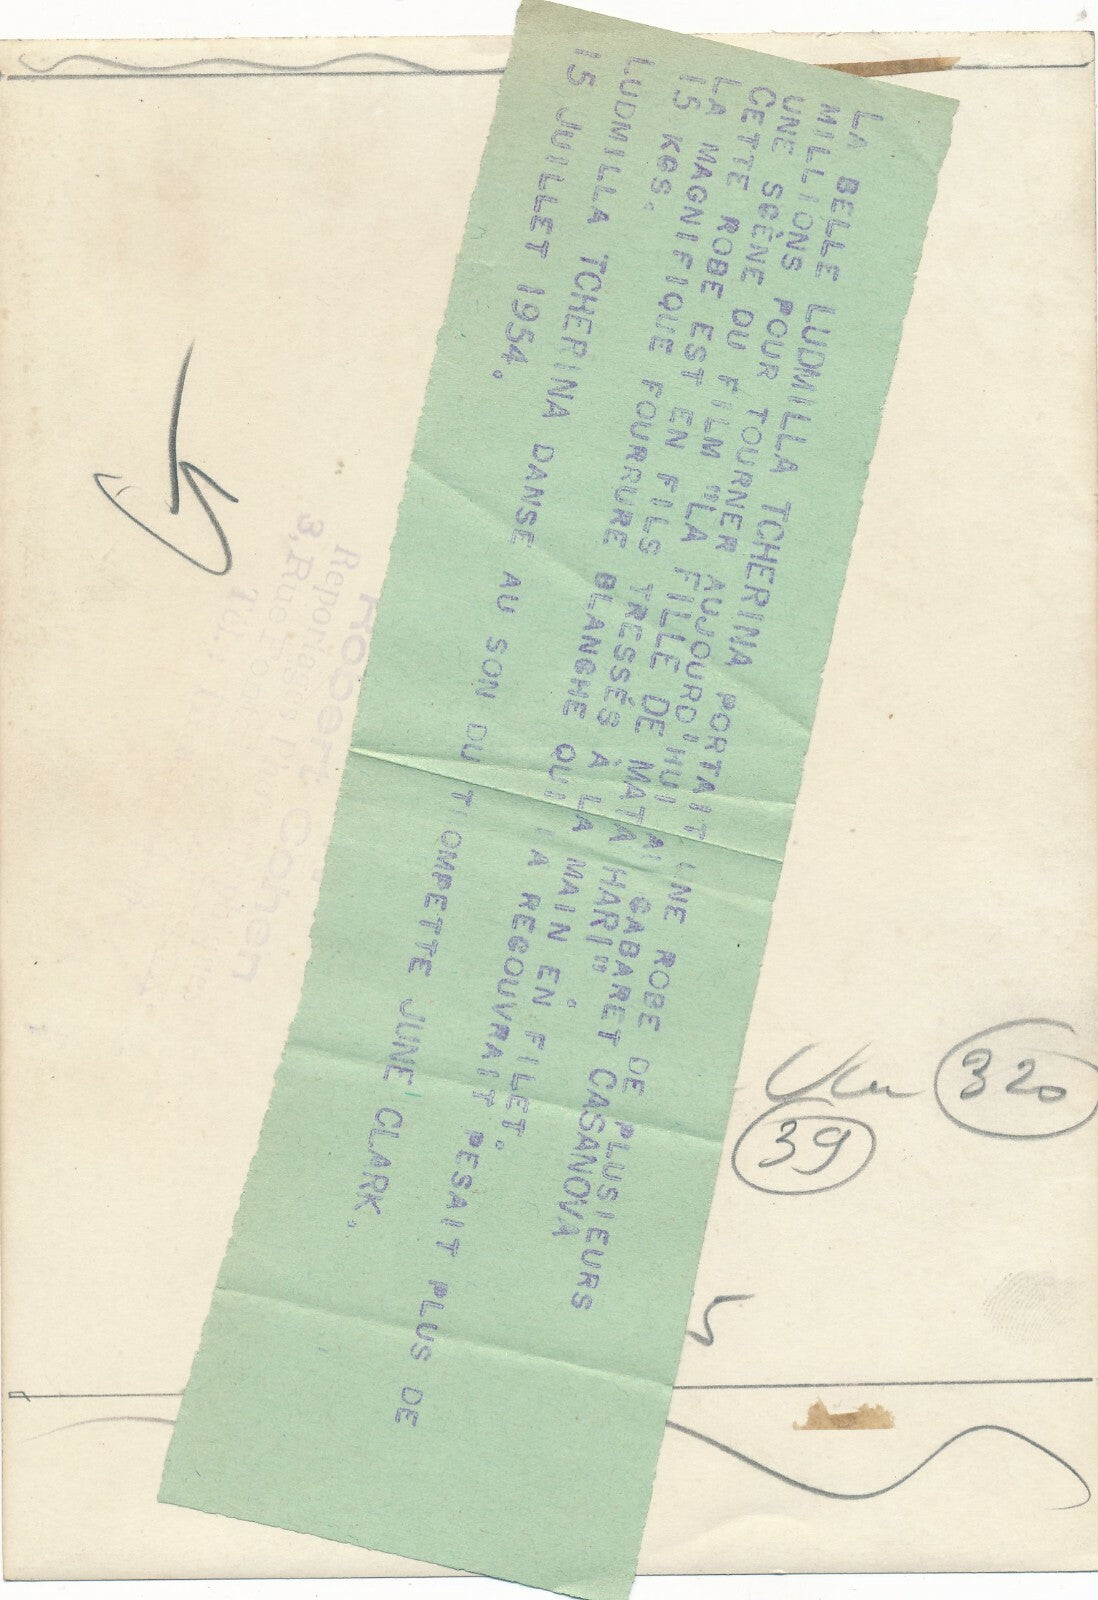 LA BELLE LUDMILLA TCHERINA PORTAIT UNE ROBE DE PLUSIEURS
MILLIONS POUR TOURNER AUJOURD'HUI AU CABARET CASANOVA
UNE SCÈNE DU FILM "LA FILLE DE MATA HARI".
CETTE ROBE EST EN FILS TRESSÉS À LA MAIN EN FILET.
LA MAGNIFIQUE FOURRURE BLANCHE QUI LA RECOUVRAIT PESAIT PLUS DE
15 KGS.
LUDMILLA TCHERINA DANSE AU SON DU TROMPETTE JUNE CLARK.
15 JUILLET 1954.
320
39
5
Robert Cohen
3, Rue